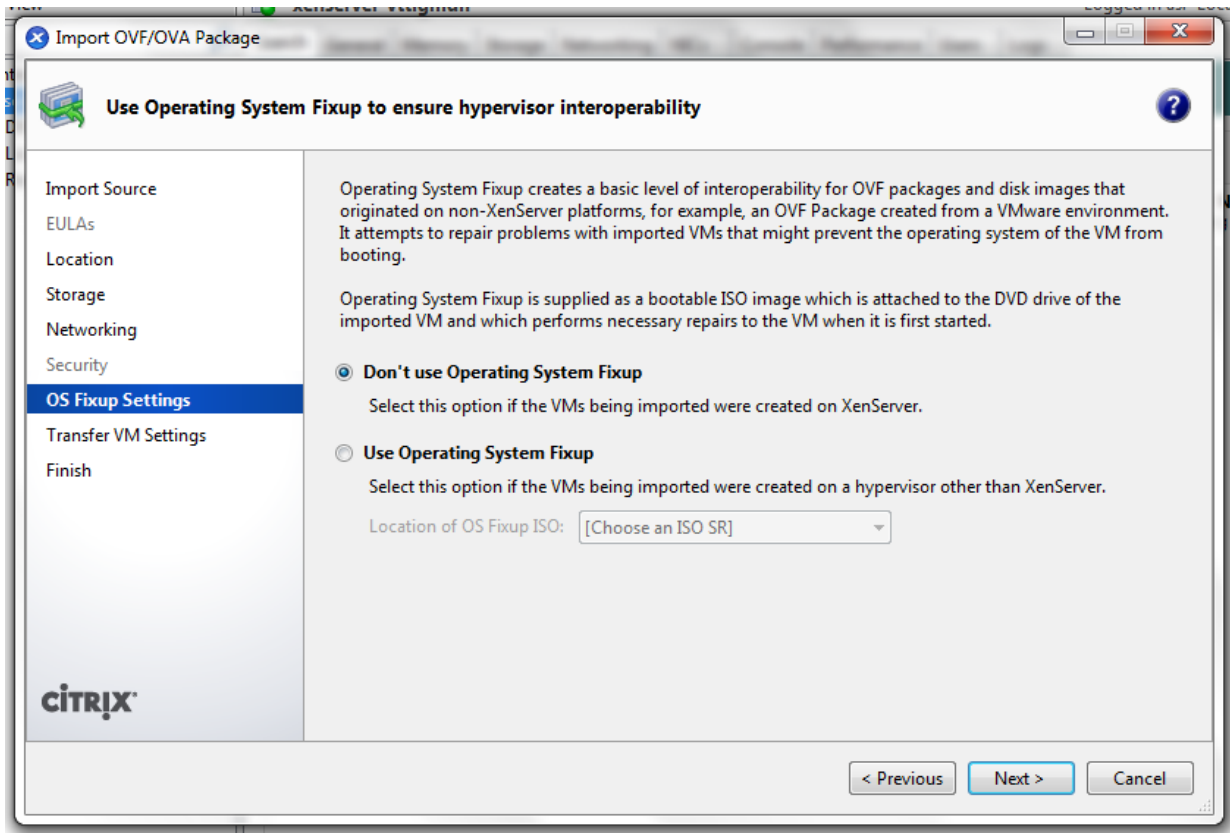 Import OVF/OVA Package
Use Operating System Fixup to ensure hypervisor interoperability
?
Import Source
EULAs
Location
Storage
Networking
Security
OS Fixup Settings
Transfer VM Settings
Finish
Operating System Fixup creates a basic level of interoperability for OVF packages and disk images that
originated on non-XenServer platforms, for example, an OVF Package created from a VMware environment.
It attempts to repair problems with imported VMs that might prevent the operating system of the VM from
booting.
Operating System Fixup is supplied as a bootable ISO image which is attached to the DVD drive of the
imported VM and which performs necessary repairs to the VM when it is first started.
Don't use Operating System Fixup
Select this option if the VMs being imported were created on XenServer.
Use Operating System Fixup
Select this option if the VMs being imported were created on a hypervisor other than XenServer.
Location of OS Fixup ISO: [Choose an ISO SR]
CITRIX
< Previous Next > Cancel